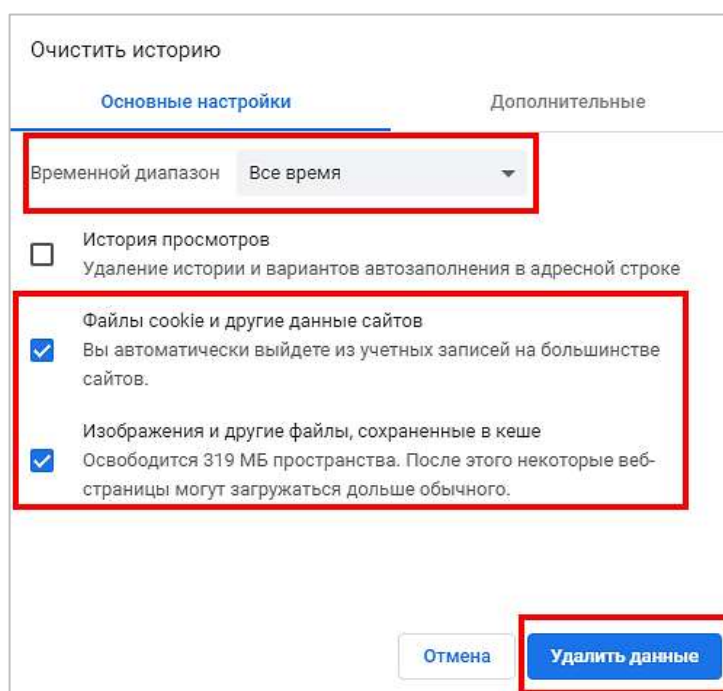 Очистить историю
Основные настройки
Дополнительные
Временной диапазон
Все время
История просмотров
Удаление истории и вариантов автозаполнения в адресной строке
Файлы cookie и другие данные сайтов
Вы автоматически выйдете из учетных записей на большинстве
сайтов.
Изображения и другие файлы, сохраненные в кеше
Освободится 319 МБ пространства. После этого некоторые веб-
страницы могут загружаться дольше обычного.
Отмена
Удалить данные